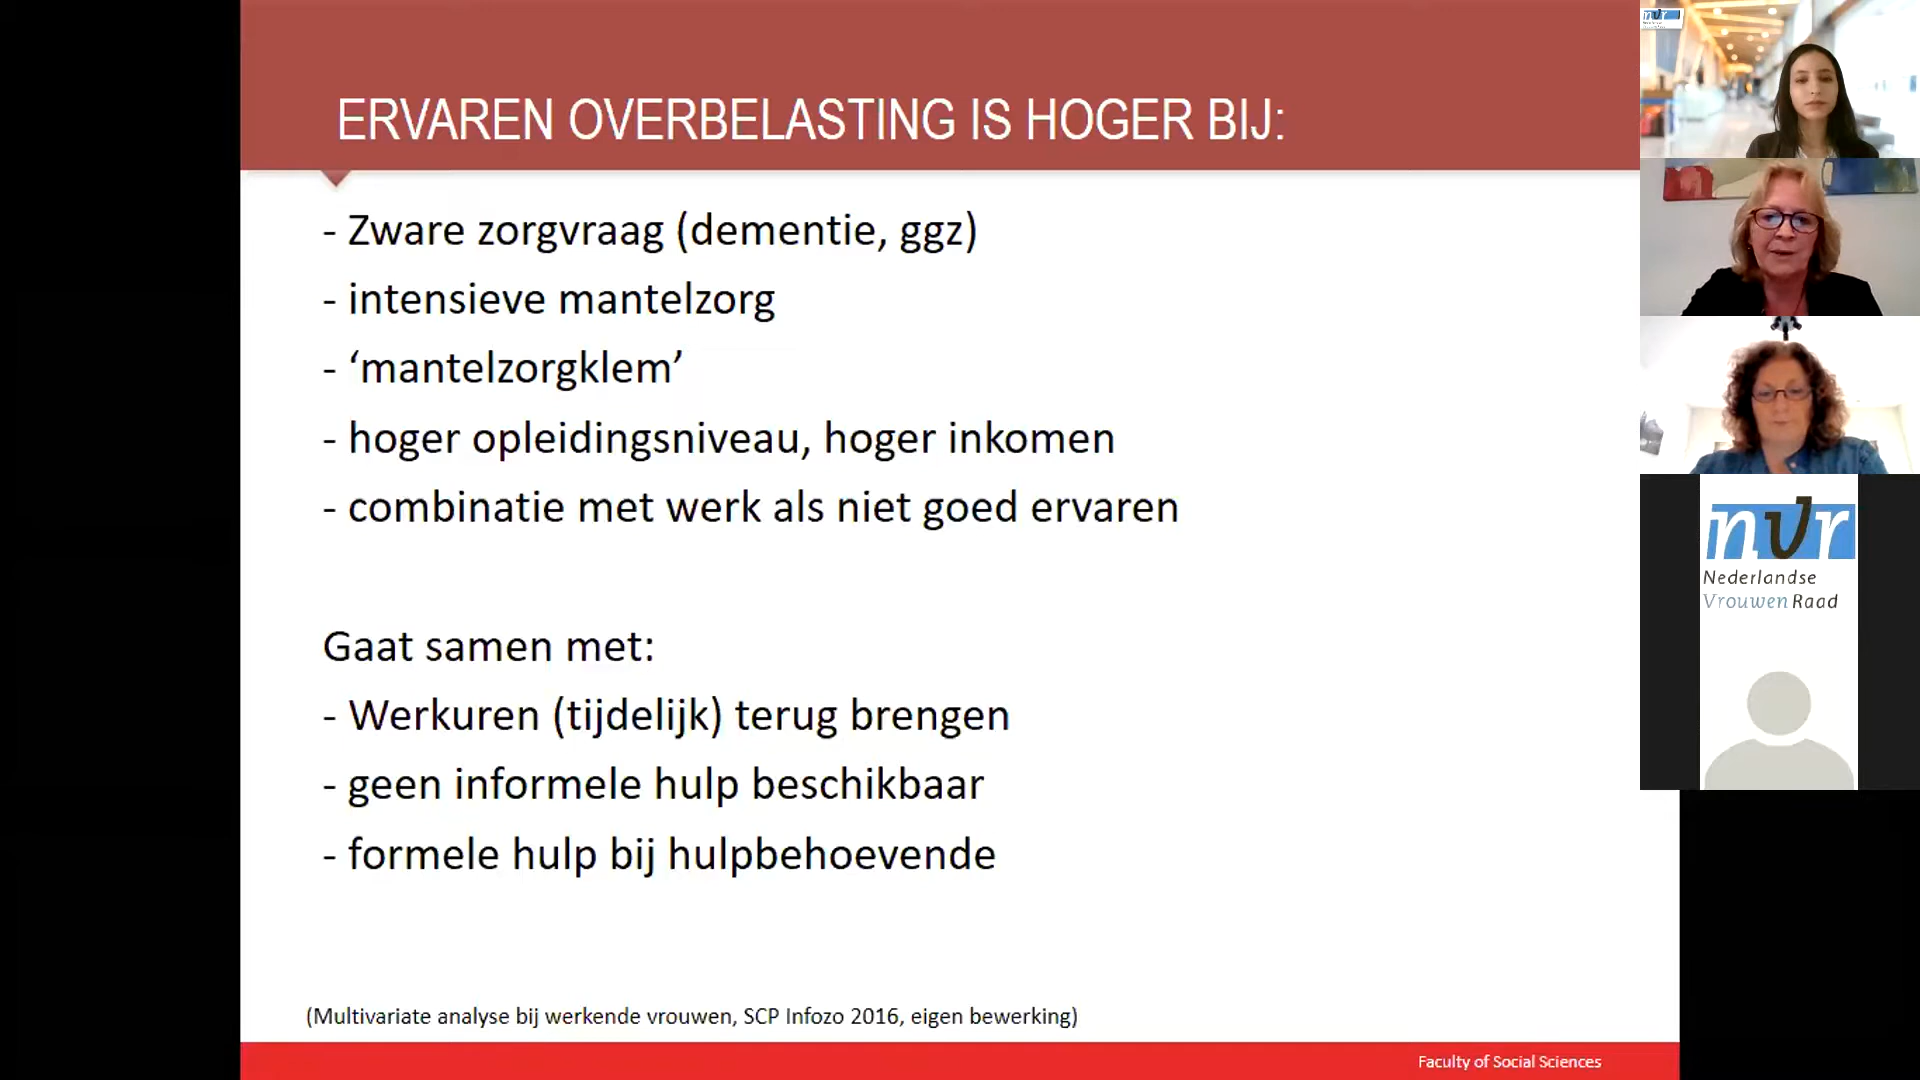 ERVAREN OVERBELASTING IS HOGER BIJ:
- Zware zorgvraag (dementie, ggz)
- intensieve mantelzorg
- ‘mantelzorgklem’
- hoger opleidingsniveau, hoger inkomen
- combinatie met werk als niet goed ervaren
Gaat samen met:
- Werkuren (tijdelijk) terug brengen
- geen informele hulp beschikbaar
- formele hulp bij hulpbehoevende
(Multivariate analyse bij werkende vrouwen, SCP Infozo 2016, eigen bewerking)
Faculty of Social Sciences
nvr
nvr
Nederlandse
VrouwenRaad